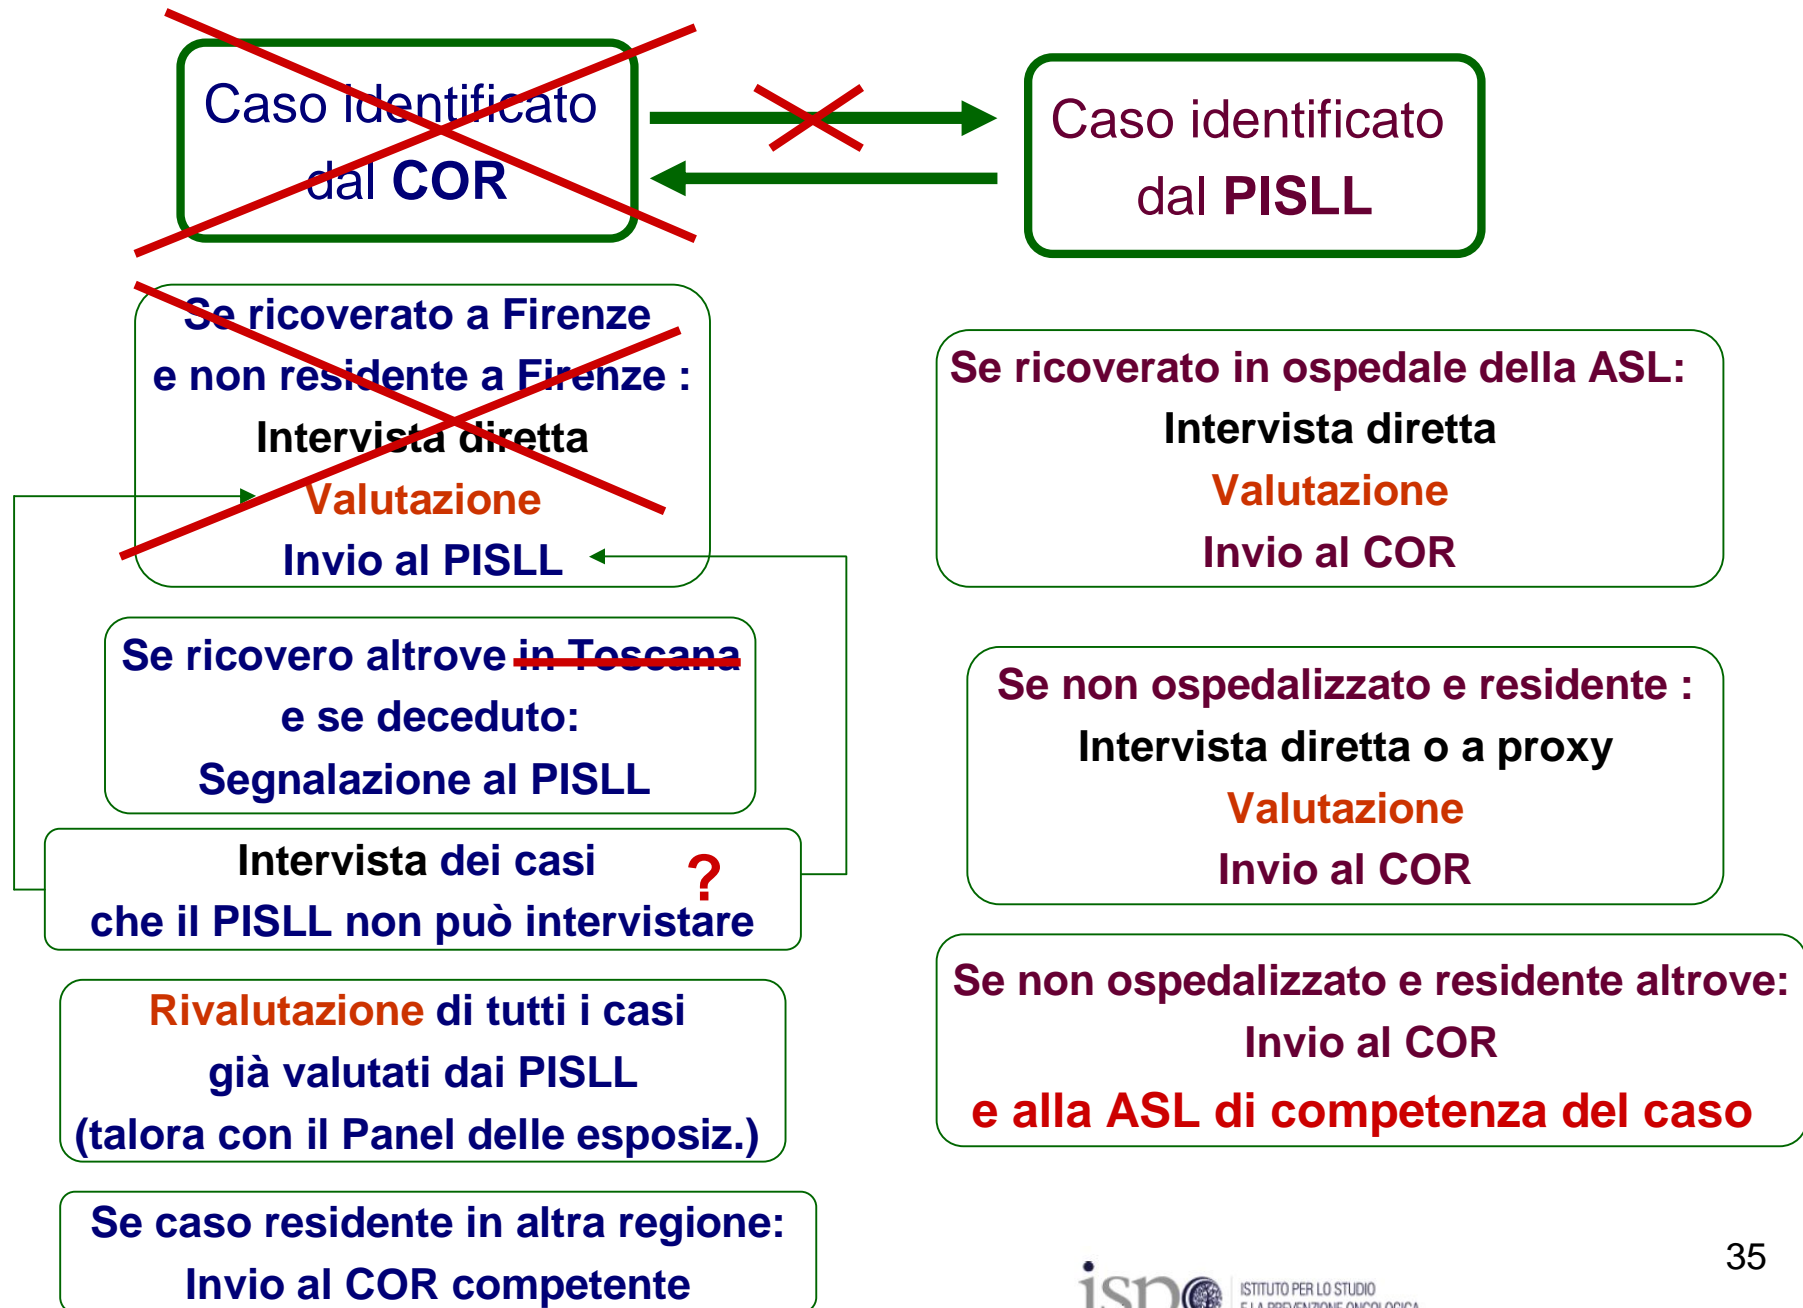 Caso identificato
dal COR
Caso identificato
dal PISLL
Se ricoverato a Firenze
e non residente a Firenze :
Intervista diretta
Valutazione
Invio al PISLL
Se ricovero altrove in Toscana
e se deceduto:
Segnalazione al PISLL
Intervista dei casi
?
che il PISLL non può intervistare
Rivalutazione di tutti i casi
già valutati dai PISLL
(talora con il Panel delle esposiz.)
Se caso residente in altra regione:
Invio al COR competente
Se ricoverato in ospedale della ASL:
Intervista diretta
Valutazione
Invio al COR
Se non ospedalizzato e residente :
Intervista diretta o a proxy
Valutazione
Invio al COR
Se non ospedalizzato e residente altrove:
Invio al COR
e alla ASL di competenza del caso
ispo
ISTITUTO PER LO STUDIO
E LA PREVENZIONE ONCOLOGICA
35